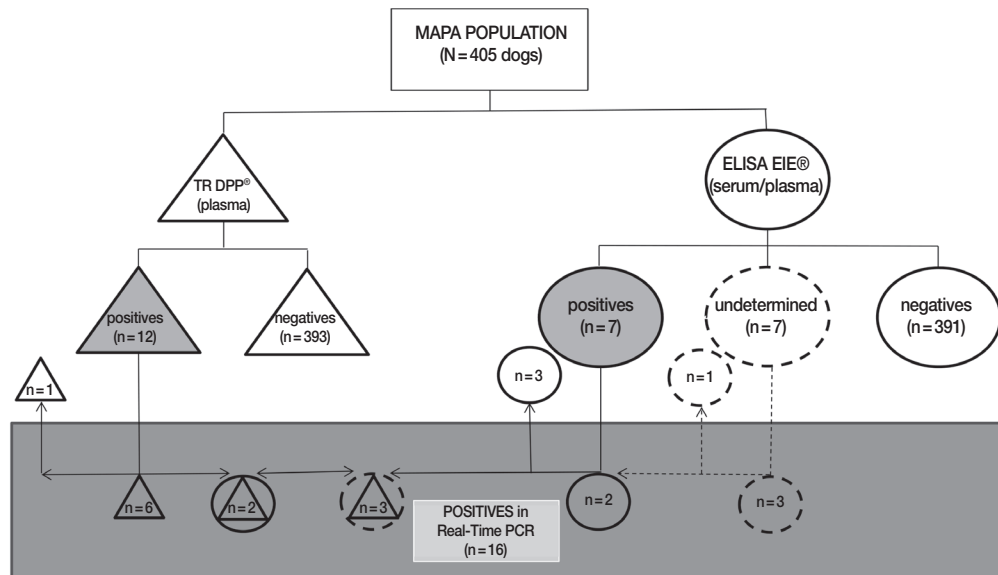 MAPA POPULATION
(N=405 dogs)
TR DPP®
(plasma)
ELISA EIE®
(serum/plasma)
positives
(n=12)
negatives
(n=393)
positives
(n=7)
undetermined
(n=7)
negatives
(n=391)
n=1
n=3
n=1
n=6
n=2
n=3
n=2
n=3
POSITIVES in
Real-Time PCR
(n=16)